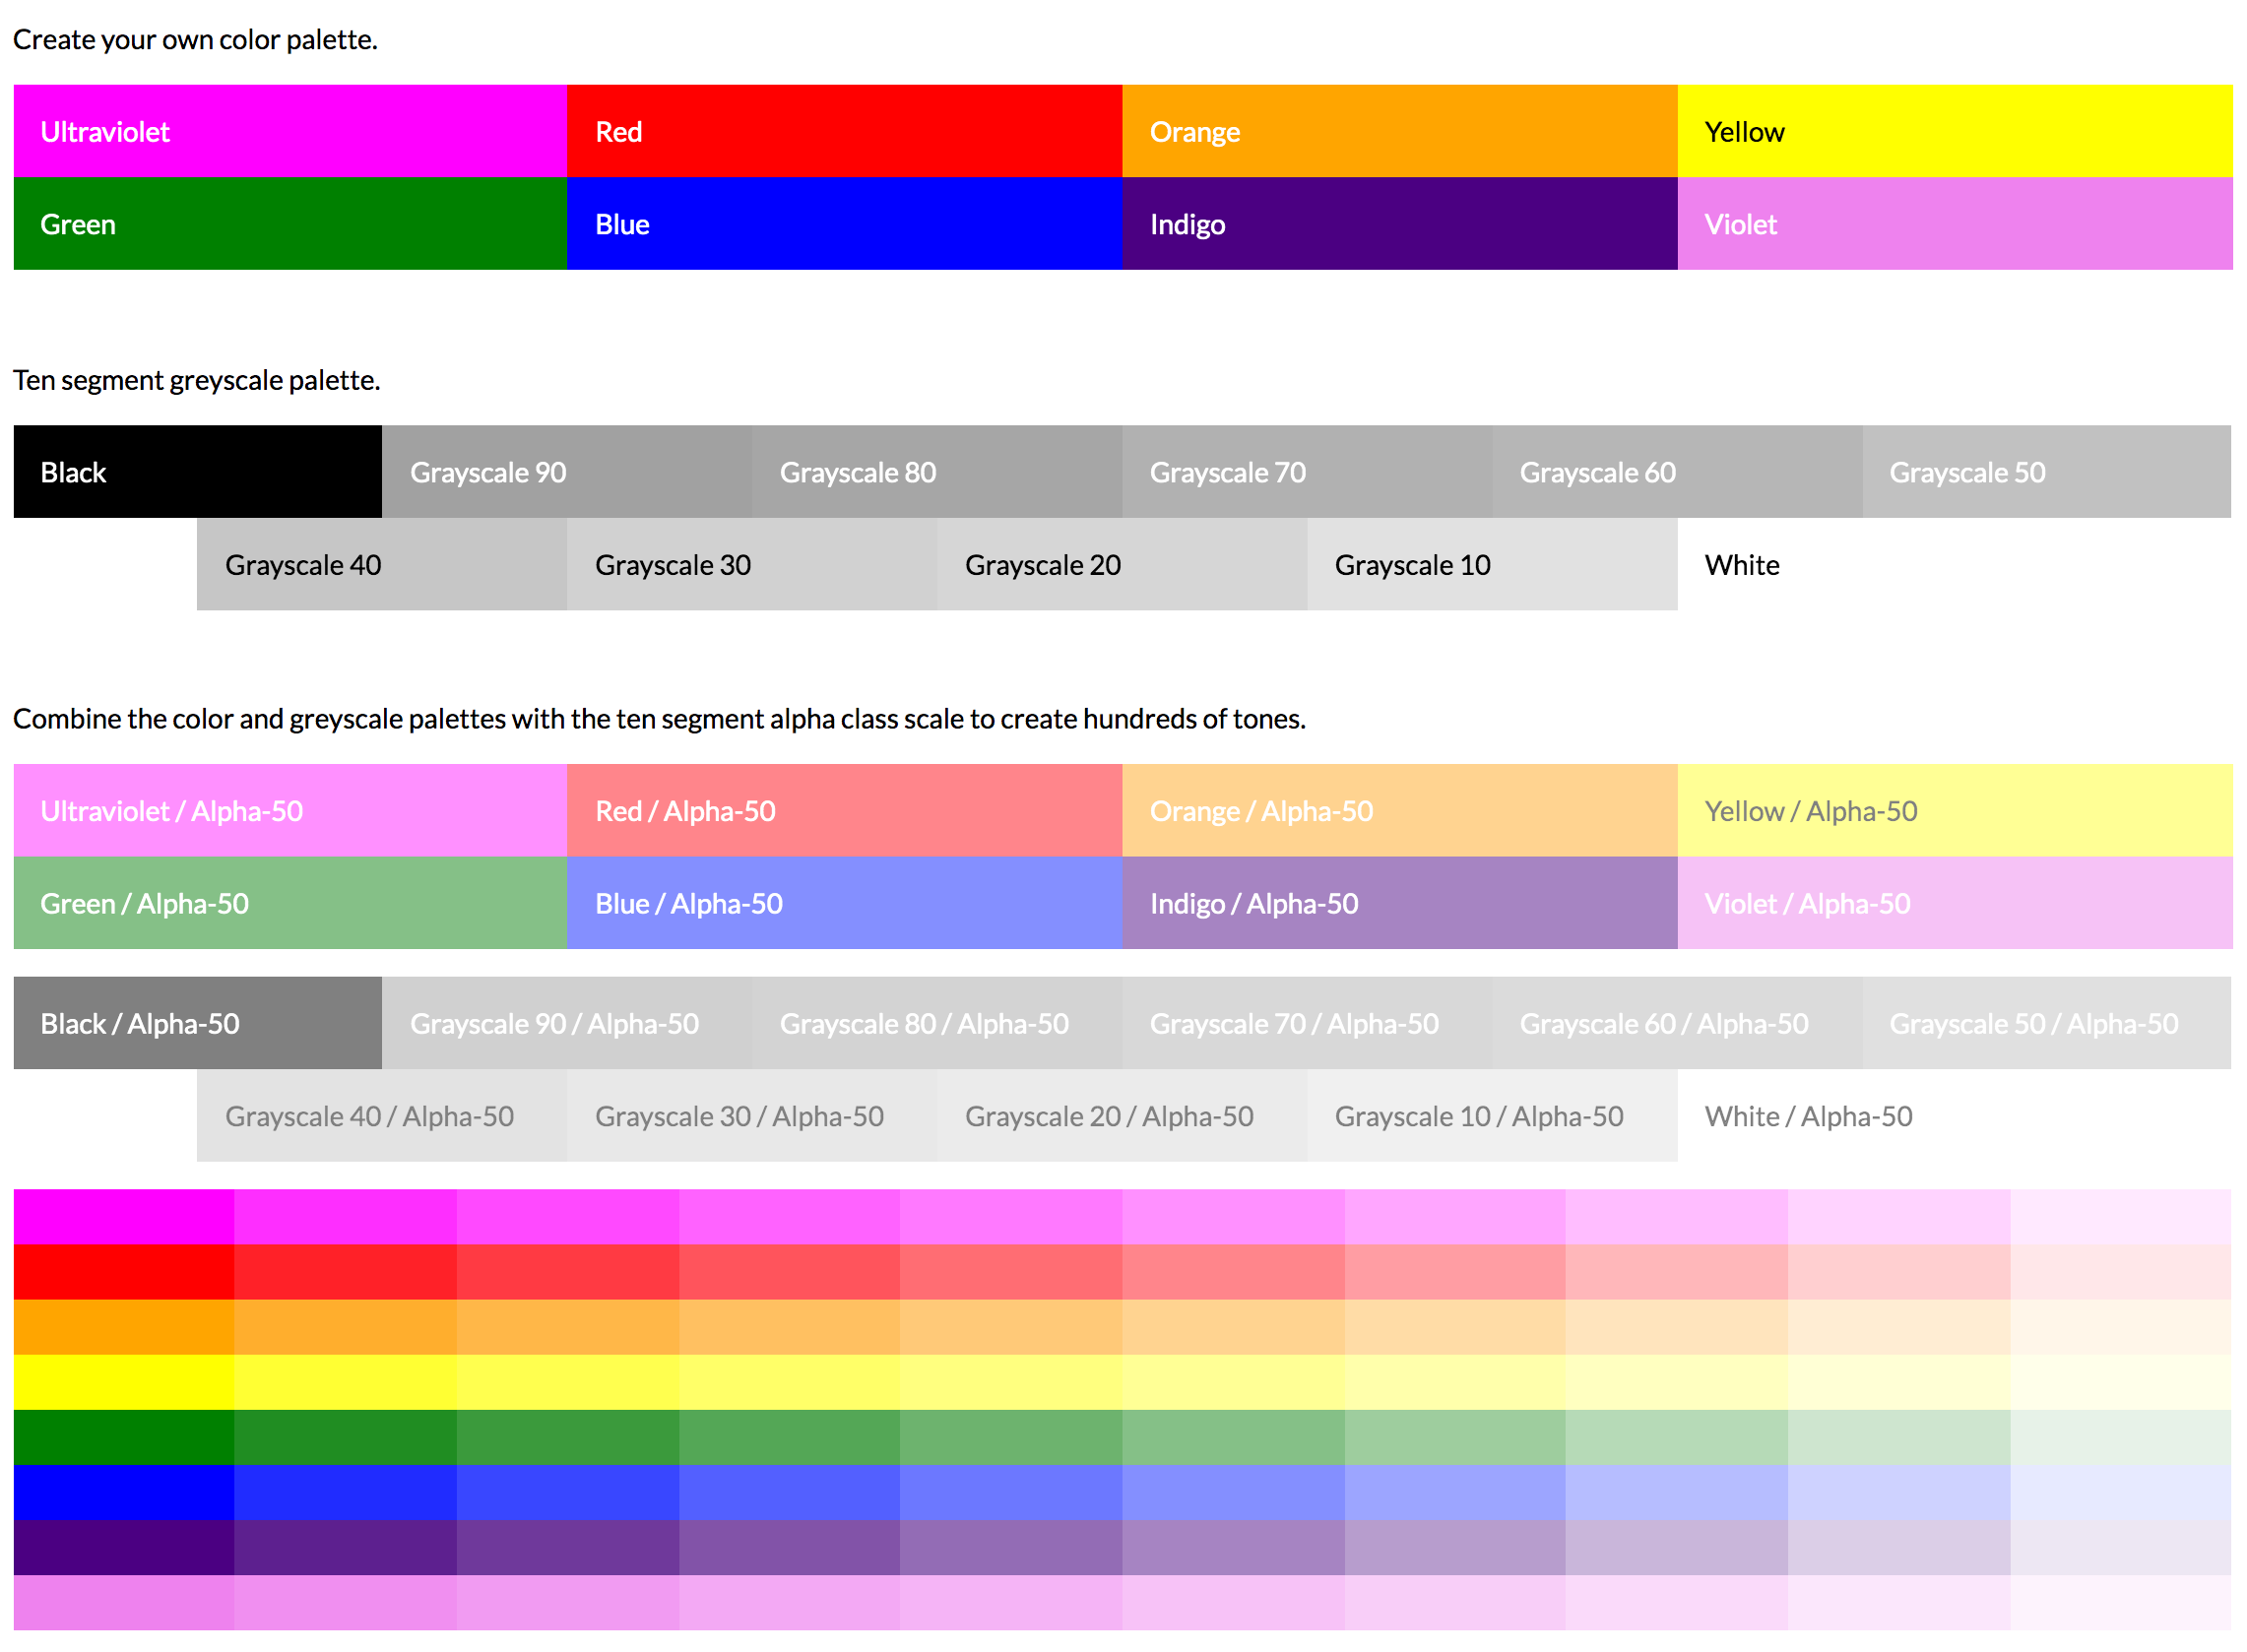 Create your own color palette.
Ultraviolet Red Orange Yellow
Green Blue Indigo Violet
Ten segment greyscale palette.
Black Grayscale 90 Grayscale 80 Grayscale 70 Grayscale 60 Grayscale 50
Grayscale 40 Grayscale 30 Grayscale 20 Grayscale 10 White
Combine the color and greyscale palettes with the ten segment alpha class scale to create hundreds of tones.
Ultraviolet / Alpha-50 Red / Alpha-50 Orange / Alpha-50 Yellow / Alpha-50
Green / Alpha-50 Blue / Alpha-50 Indigo / Alpha-50 Violet / Alpha-50
Black / Alpha-50 Grayscale 90 / Alpha-50 Grayscale 80 / Alpha-50 Grayscale 70 / Alpha-50 Grayscale 60 / Alpha-50 Grayscale 50 / Alpha-50
Grayscale 40 / Alpha-50 Grayscale 30 / Alpha-50 Grayscale 20 / Alpha-50 Grayscale 10 / Alpha-50 White / Alpha-50